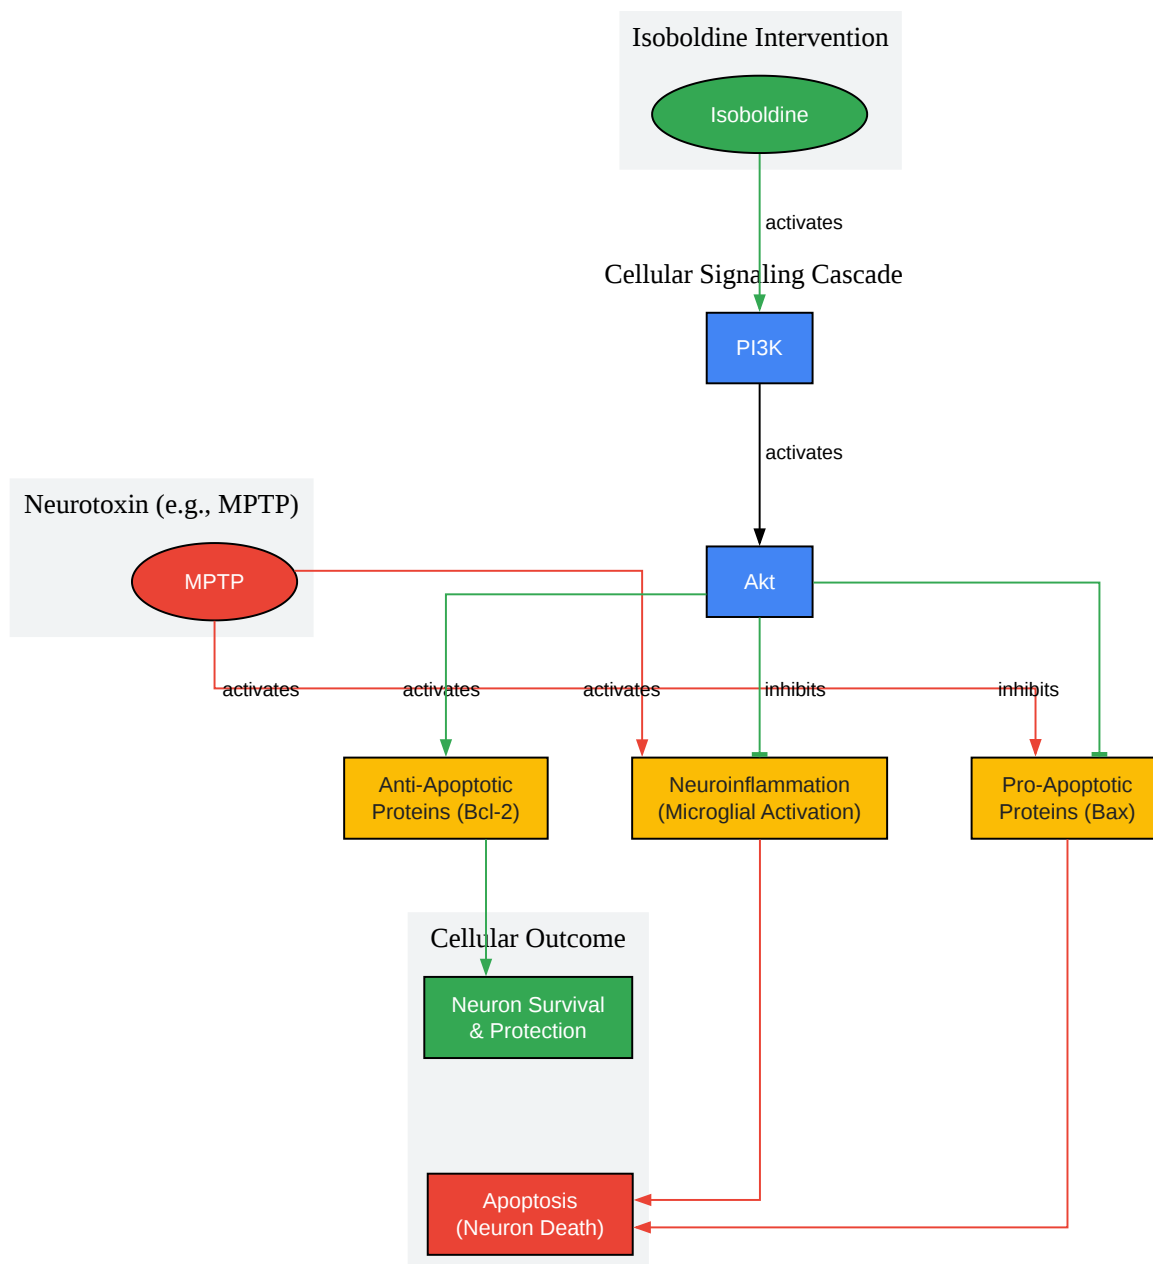 Isoboldine Intervention
Isoboldine
activates
Cellular Signaling Cascade
PI3K
activates
Neurotoxin (e.g., MPTP)
MPTP
Akt
activates
activates
activates
inhibits
inhibits
Anti-Apoptotic
Proteins (Bcl-2)
Neuroinflammation
(Microglial Activation)
Pro-Apoptotic
Proteins (Bax)
Cellular Outcome
Neuron Survival
& Protection
Apoptosis
(Neuron Death)